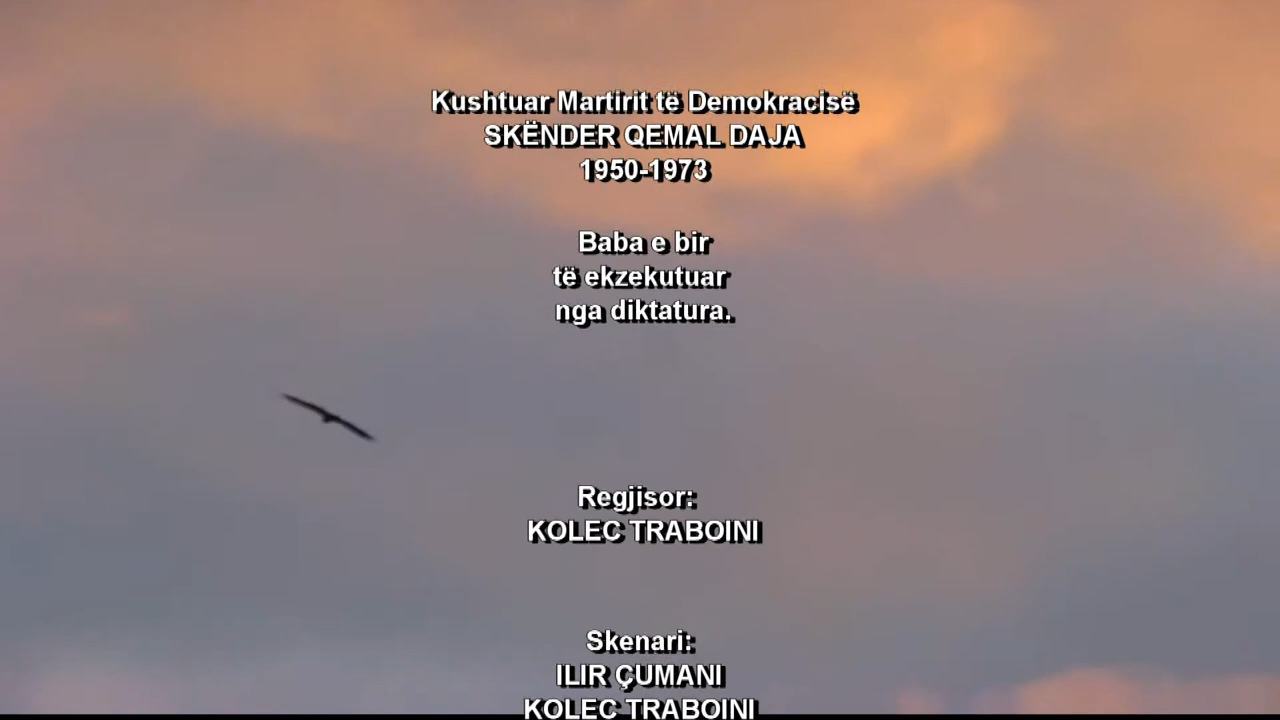 Kushtuar Martirit të Demokracisë
SKËNDER QEMAL DAJA
1950-1973
Baba e bir
të ekzekutuar
nga diktatura.
Regjisor:
KOLEC TRABOINI
Skenari:
ILIR ÇUMANI
KOLEC TRABOINI